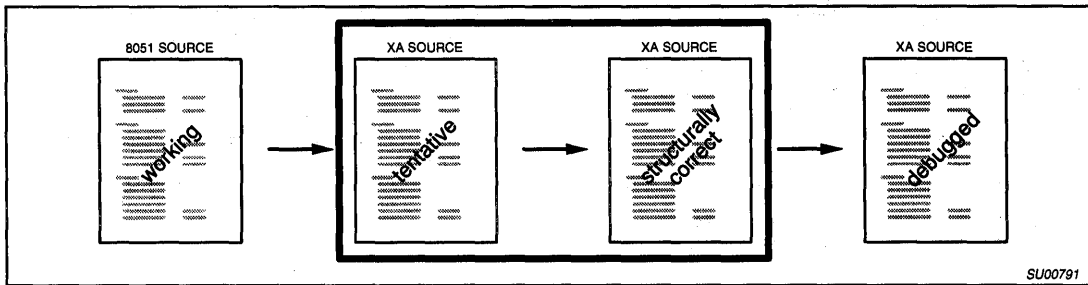 8051 SOURCE
working
XA SOURCE
tentative
XA SOURCE
structurally
correct
XA SOURCE
debugged
SU00791